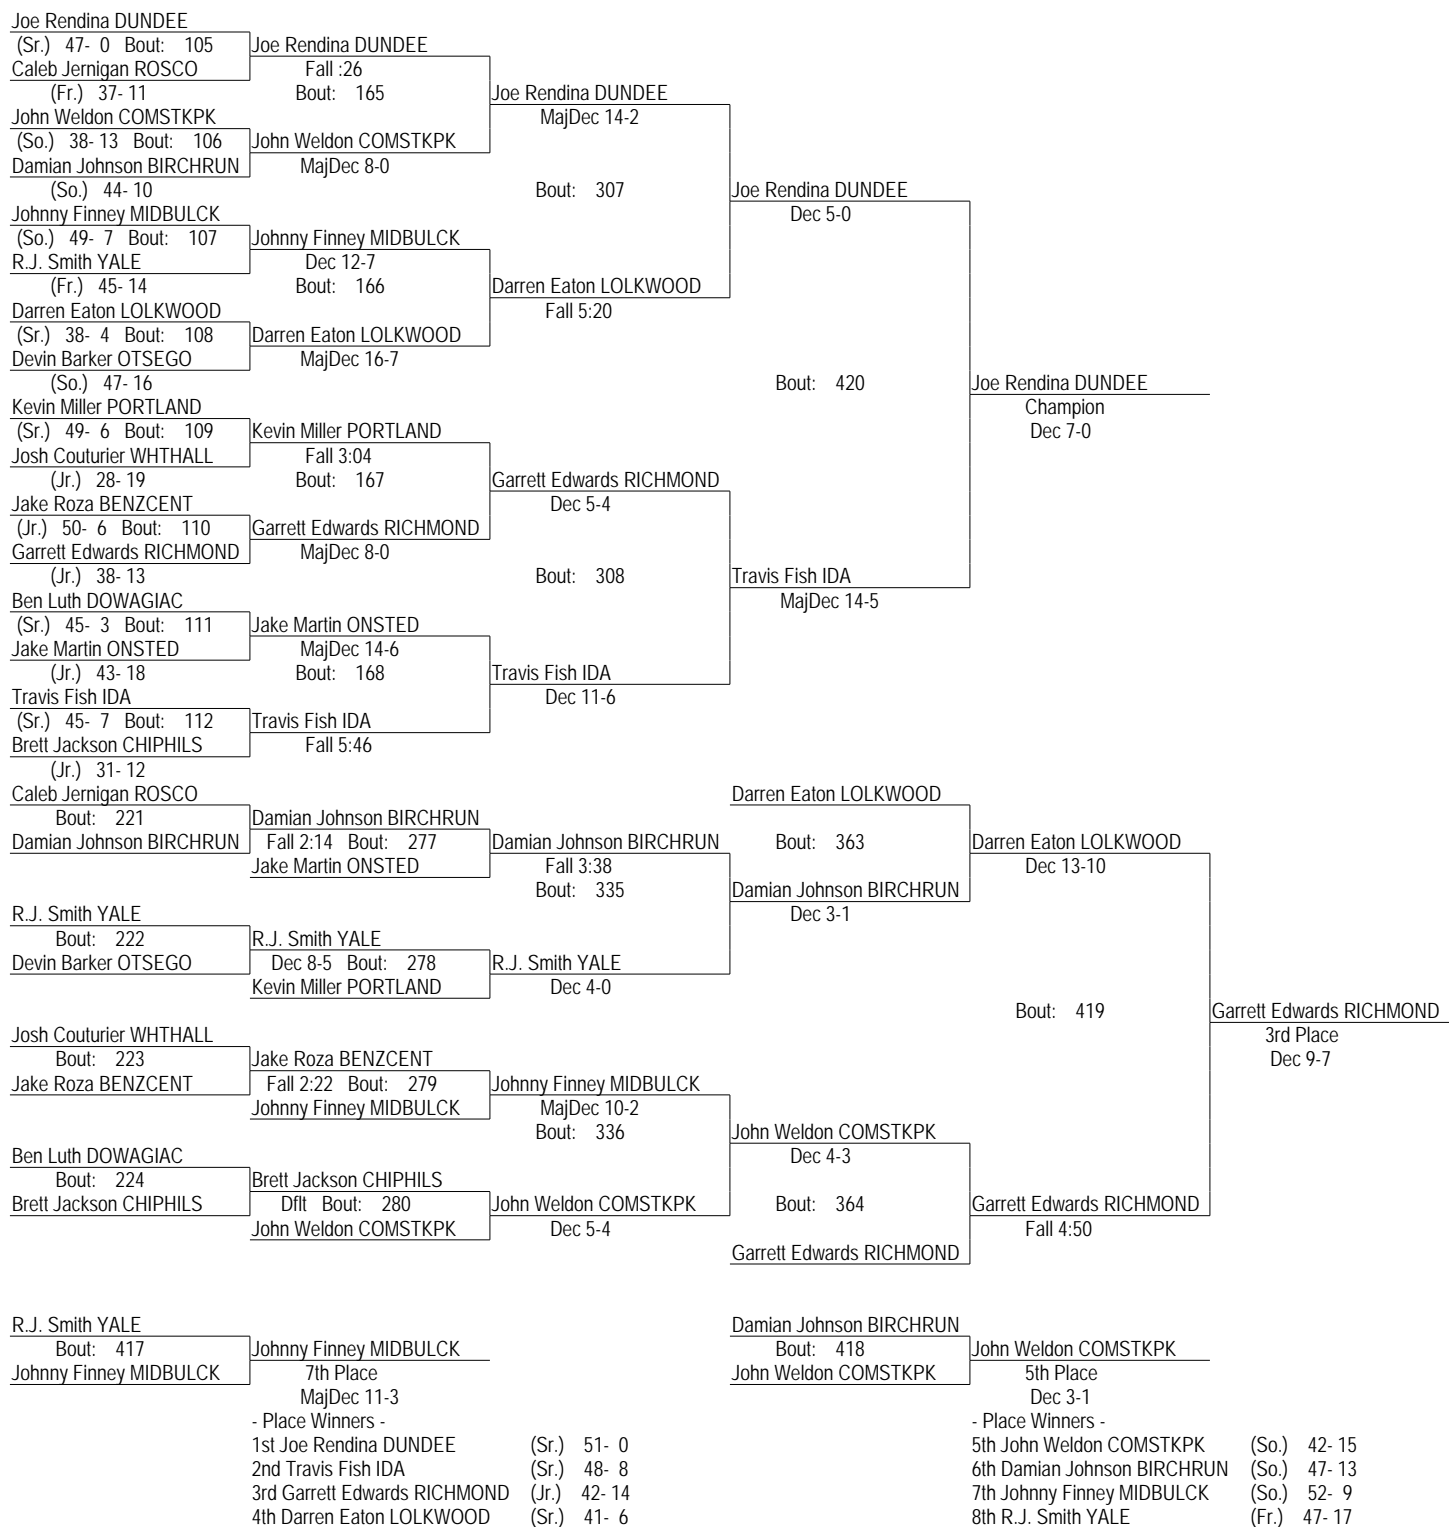 Joe Rendina DUNDEE
(Sr.) 47- 0 Bout: 105 Joe Rendina DUNDEE
Caleb Jernigan ROSCO Fall :26
(Fr.) 37- 11 Bout: 165 Joe Rendina DUNDEE
John Weldon COMSTKPK MajDec 14-2
(So.) 38- 13 Bout: 106 John Weldon COMSTKPK
Damian Johnson BIRCHRUN MajDec 8-0
(So.) 44- 10 Bout: 307 Joe Rendina DUNDEE
Johnny Finney MIDBULCK Dec 5-0
(So.) 49- 7 Bout: 107 Johnny Finney MIDBULCK
R.J. Smith YALE Dec 12-7
(Fr.) 45- 14 Bout: 166 Darren Eaton LOLKWOOD
Darren Eaton LOLKWOOD Fall 5:20
(Sr.) 38- 4 Bout: 108 Darren Eaton LOLKWOOD
Devin Barker OTSEGO MajDec 16-7
(So.) 47- 16 Bout: 420 Joe Rendina DUNDEE
Kevin Miller PORTLAND Champion
(Sr.) 49- 6 Bout: 109 Kevin Miller PORTLAND Dec 7-0
Josh Couturier WHTHALL Fall 3:04
(Jr.) 28- 19 Bout: 167 Garrett Edwards RICHMOND
Jake Roza BENZCENT Dec 5-4
(Jr.) 50- 6 Bout: 110 Garrett Edwards RICHMOND
Garrett Edwards RICHMOND MajDec 8-0
(Jr.) 38- 13 Bout: 308 Travis Fish IDA
Ben Luth DOWAGIAC MajDec 14-5
(Sr.) 45- 3 Bout: 111 Jake Martin ONSTED
Jake Martin ONSTED MajDec 14-6
(Jr.) 43- 18 Bout: 168 Travis Fish IDA
Travis Fish IDA Dec 11-6
(Sr.) 45- 7 Bout: 112 Travis Fish IDA
Brett Jackson CHIPHILS Fall 5:46
(Jr.) 31- 12
Caleb Jernigan ROSCO Darren Eaton LOLKWOOD
Bout: 221 Damian Johnson BIRCHRUN
Damian Johnson BIRCHRUN Fall 2:14 Bout: 277 Damian Johnson BIRCHRUN Bout: 363 Darren Eaton LOLKWOOD
Jake Martin ONSTED Fall 3:38 Dec 13-10
Bout: 335 Damian Johnson BIRCHRUN
R.J. Smith YALE Dec 3-1
Bout: 222 R.J. Smith YALE
Devin Barker OTSEGO Dec 8-5 Bout: 278 R.J. Smith YALE
Kevin Miller PORTLAND Dec 4-0
Bout: 419 Garrett Edwards RICHMOND
Josh Couturier WHTHALL 3rd Place
Bout: 223 Jake Roza BENZCENT Dec 9-7
Jake Roza BENZCENT Fall 2:22 Bout: 279 Johnny Finney MIDBULCK
Johnny Finney MIDBULCK MajDec 10-2
Bout: 336 John Weldon COMSTKPK
Ben Luth DOWAGIAC Dec 4-3
Bout: 224 Brett Jackson CHIPHILS
Brett Jackson CHIPHILS Dflt Bout: 280 John Weldon COMSTKPK Bout: 364 Garrett Edwards RICHMOND
John Weldon COMSTKPK Dec 5-4 Fall 4:50
Garrett Edwards RICHMOND
R.J. Smith YALE Damian Johnson BIRCHRUN
Bout: 417 Johnny Finney MIDBULCK Bout: 418 John Weldon COMSTKPK
Johnny Finney MIDBULCK 7th Place John Weldon COMSTKPK 5th Place
MajDec 11-3 Dec 3-1
- Place Winners - - Place Winners -
1st Joe Rendina DUNDEE (Sr.) 51- 0 5th John Weldon COMSTKPK (So.) 42- 15
2nd Travis Fish IDA (Sr.) 48- 8 6th Damian Johnson BIRCHRUN (So.) 47- 13
3rd Garrett Edwards RICHMOND (Jr.) 42- 14 7th Johnny Finney MIDBULCK (So.) 52- 9
4th Darren Eaton LOLKWOOD (Sr.) 41- 6 8th R.J. Smith YALE (Fr.) 47- 17